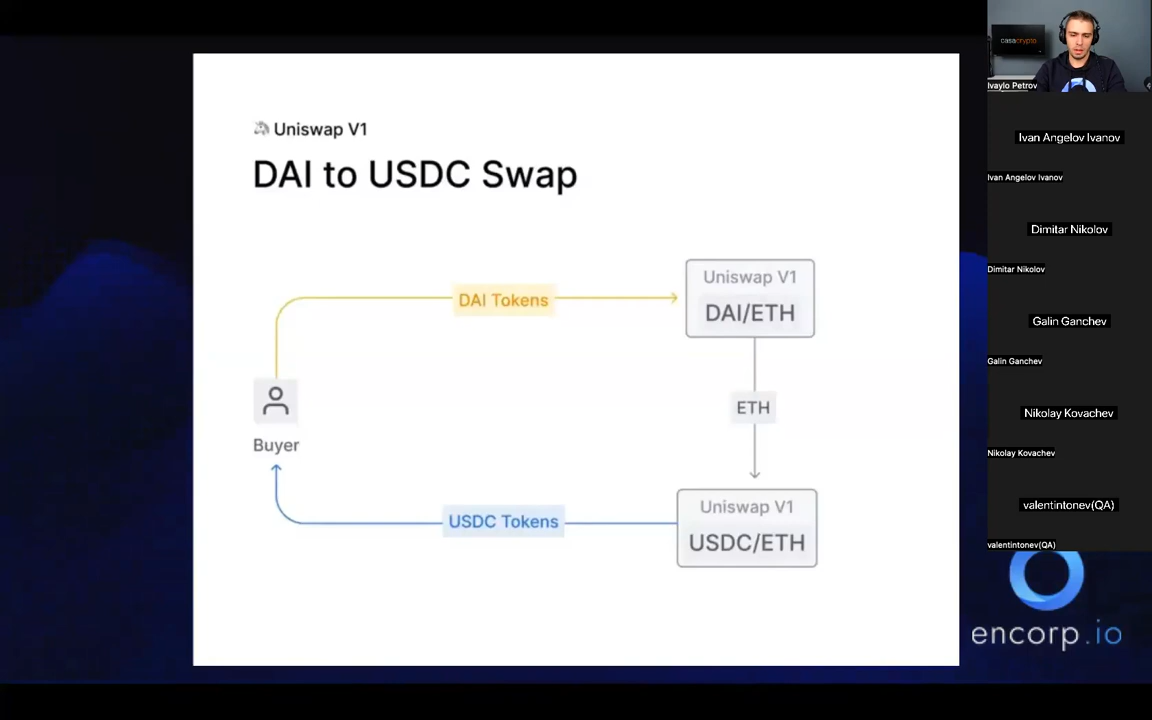 Uniswap V1
DAI to USDC Swap
DAI Tokens
Uniswap V1
DAI/ETH
ETH
Buyer
USDC Tokens
Uniswap V1
USDC/ETH
casacrypto
Ivaylo Petrov
Ivan Angelov Ivanov
Ivan Angelov Ivanov
Dimitar Nikolov
Dimitar Nikolov
Galin Ganchev
Galin Ganchev
Nikolay Kovachev
Nikolay Kovachev
valentintonev(QA)
valentintonev(QA)
encorp.io